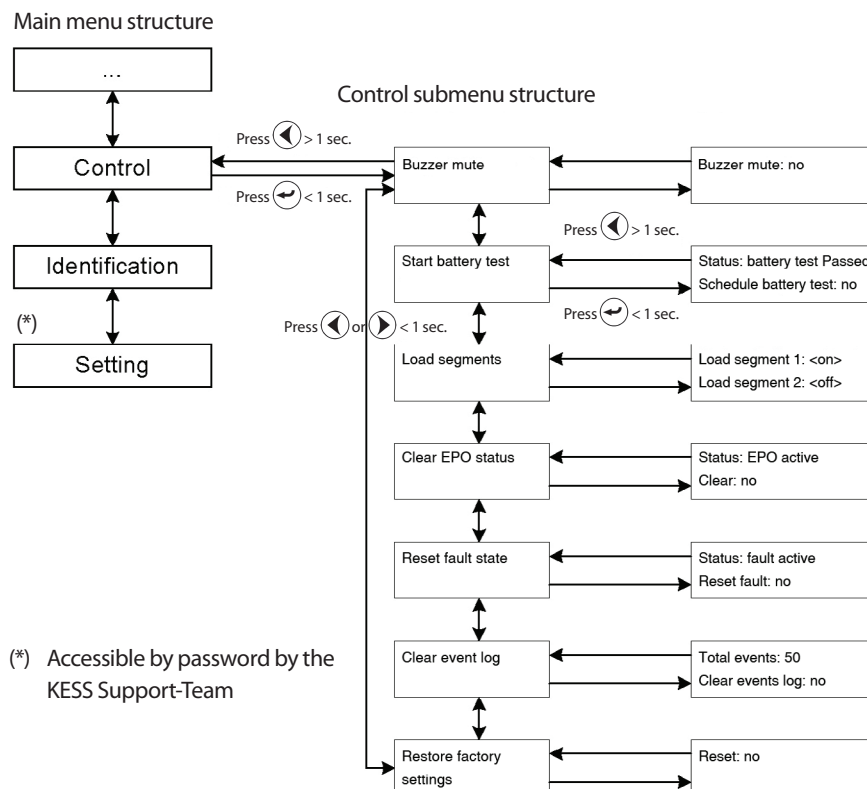 Main menu structure
...
Control submenu structure
Press > 1 sec.
Control
Buzzer mute
Buzzer mute: no
Press < 1 sec.
Press > 1 sec.
Identification
Start battery test
Status: battery test Passed
Schedule battery test: no
(*)
Press or < 1 sec.
Press < 1 sec.
Setting
Load segments
Load segment 1: <on>
Load segment 2: <off>
Clear EPO status
Status: EPO active
Clear: no
Reset fault state
Status: fault active
Reset fault: no
(*) Accessible by password by the
KESS Support-Team
Clear event log
Total events: 50
Clear events log: no
Restore factory
settings
Reset: no